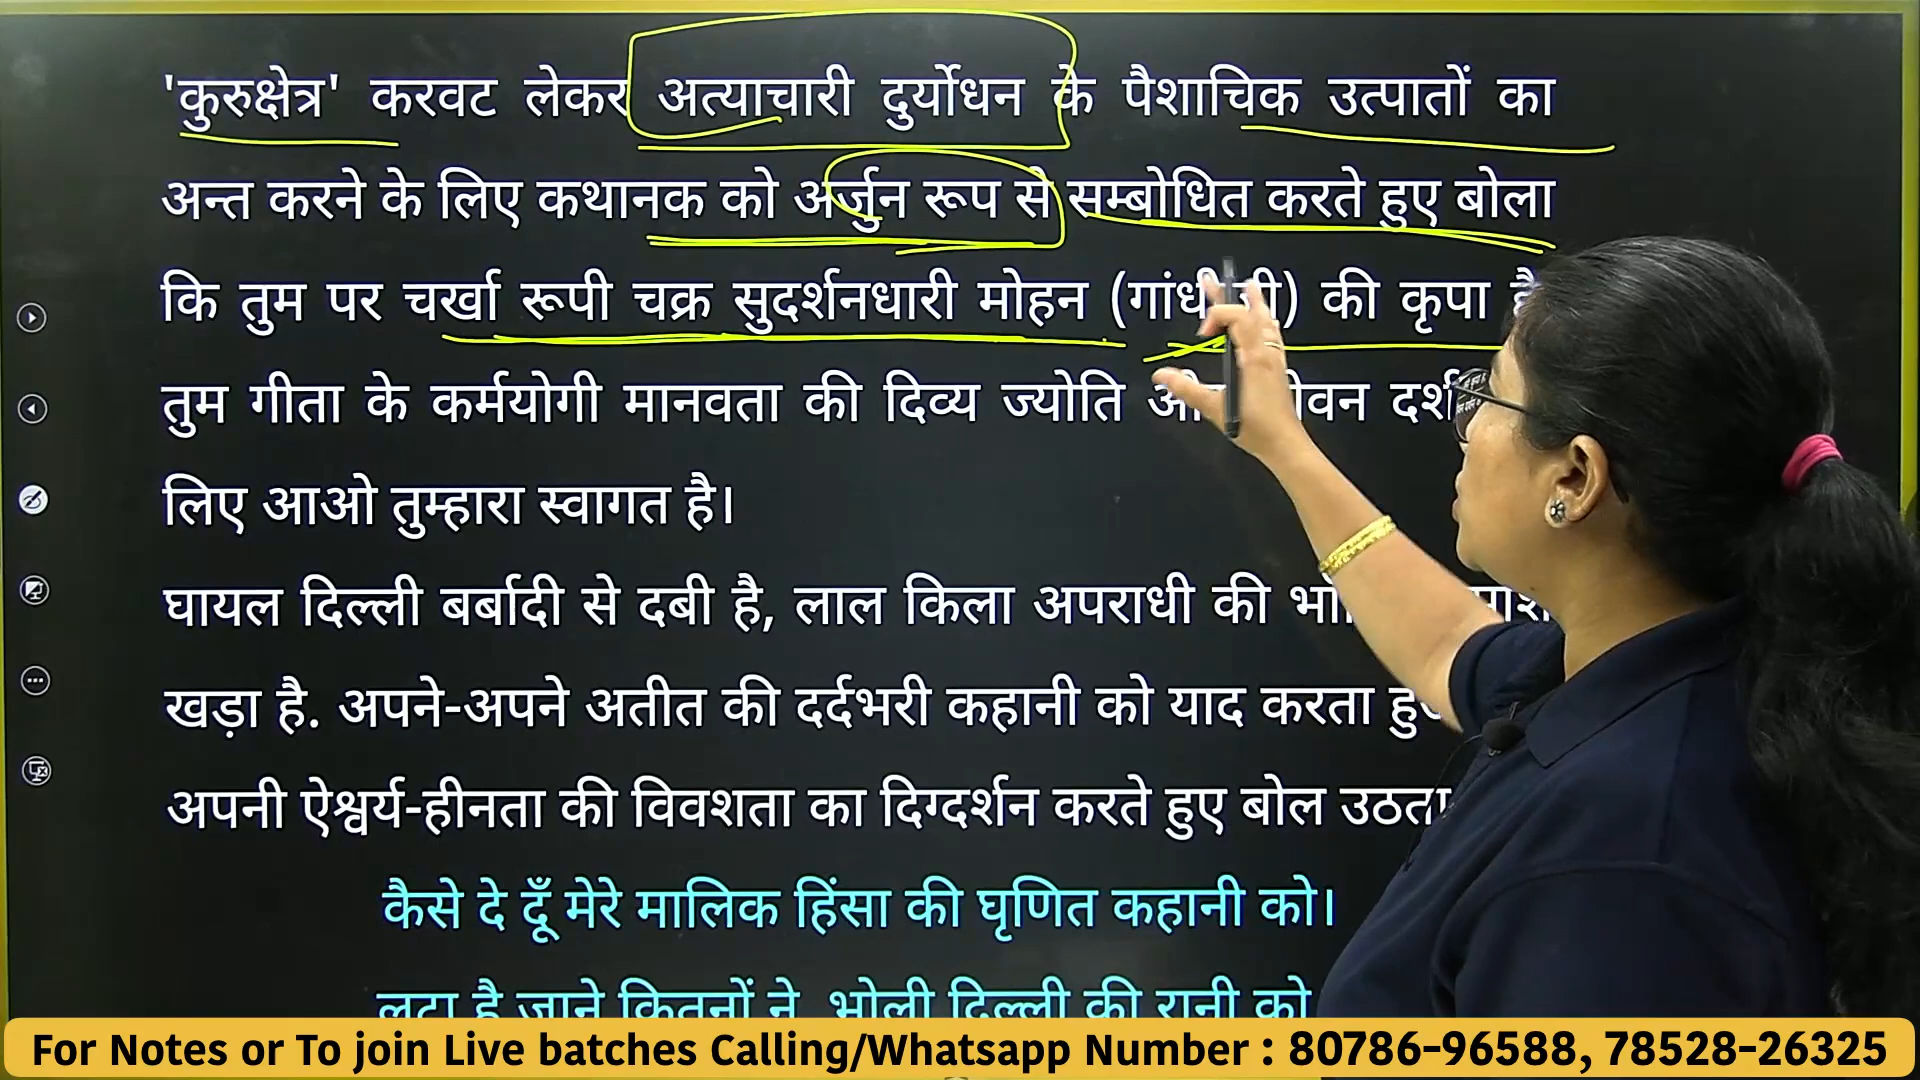 'कुरुक्षेत्र' करवट लेकर अत्याचारी दुर्योधन के पैशाचिक उत्पातों का
अन्त करने के लिए कथानक को अर्जुन रूप से सम्बोधित करते हुए बोला
कि तुम पर चर्खा रूपी चक्र सुदर्शनधारी मोहन (गांधी जी) की कृपा है
तुम गीता के कर्मयोगी मानवता की दिव्य ज्योति
लिए आओ तुम्हारा स्वागत है।
घायल दिल्ली बर्बादी से दबी है, लाल किला अपराधी की
खड़ा है. अपने-अपने अतीत की दर्दभरी कहानी को याद करता
अपनी ऐश्वर्य-हीनता की विवशता का दिग्दर्शन करते हुए बोल उठता
कैसे दे दूँ मेरे मालिक हिंसा की घृणित कहानी को।
लूटा है जाने कितनों ने, भोली दिल्ली की रानी को
For Notes or To join Live batches Calling/Whatsapp Number : 80786-96588, 78528-26325